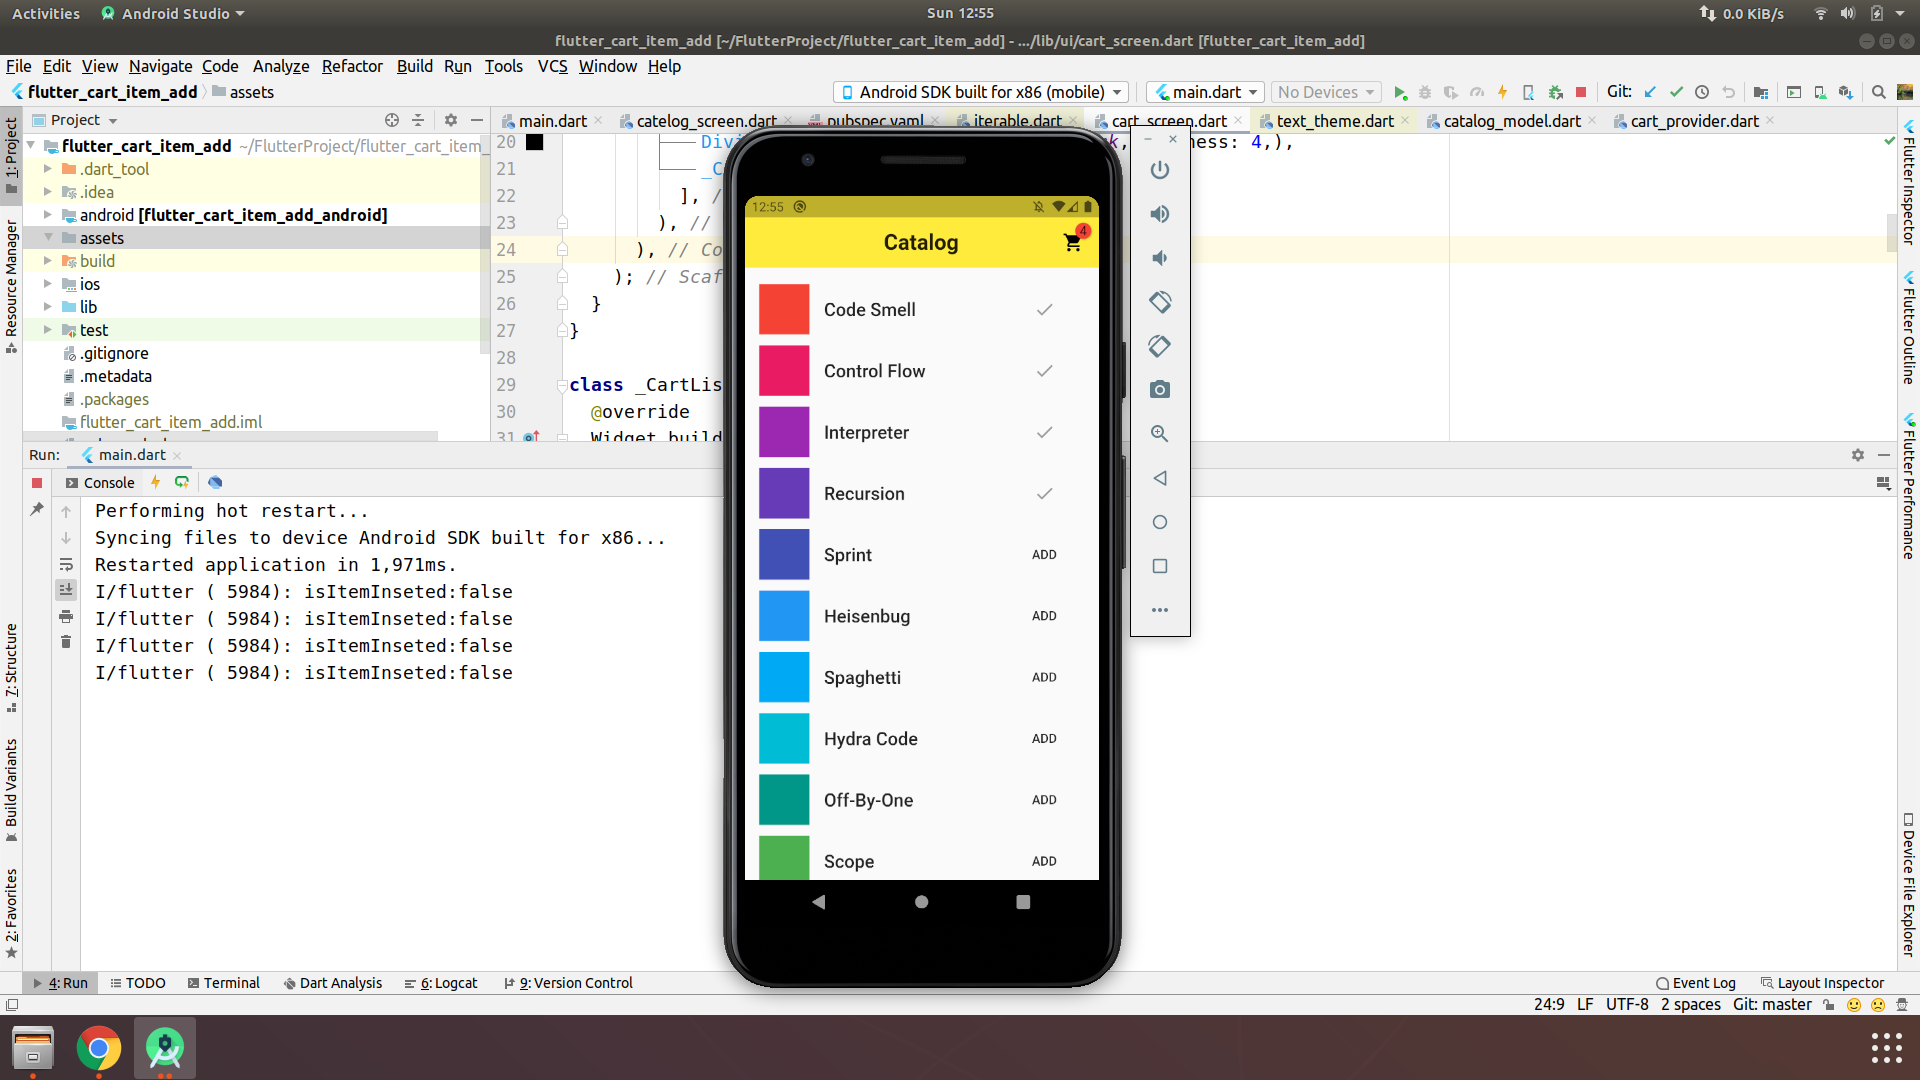 Activities Android Studio Sun 12:55 0.0 KiB/s
flutter_cart_item_add [~/FlutterProject/flutter_cart_item_add] - .../lib/ui/cart_screen.dart [flutter_cart_item_add]
File Edit View Navigate Code Analyze Refactor Build Run Tools VCS Window Help
flutter_cart_item_add assets Android SDK built for x86 (mobile) main.dart No Devices Git:
Project
main.dart catelog_screen.dart pubspec.yaml iterable.dart cart_screen.dart text_theme.dart catalog_model.dart cart_provider.dart
flutter_cart_item_add ~/FlutterProject/flutter_cart_item_
.dart_tool
.idea
android [flutter_cart_item_add_android]
assets
build
ios
lib
test
.gitignore
.metadata
.packages
flutter_cart_item_add.iml
20 Divi k, ness: 4,),
21 _C
22 ], /
23 ), //
24 ), // Co
25 ); // Scaf
26 }
27 }
28
29 class _CartLis
30 @override
31 Widget build
1: Project
Resource Manager
7: Structure
Build Variants
2: Favorites
Flutter Inspector
Flutter Outline
Flutter Performance
Device File Explorer
Run: main.dart
Console
Performing hot restart...
Syncing files to device Android SDK built for x86...
Restarted application in 1,971ms.
I/flutter ( 5984): isItemInseted:false
I/flutter ( 5984): isItemInseted:false
I/flutter ( 5984): isItemInseted:false
I/flutter ( 5984): isItemInseted:false
12:55
Catalog 4
Code Smell
Control Flow
Interpreter
Recursion
Sprint ADD
Heisenbug ADD
Spaghetti ADD
Hydra Code ADD
Off-By-One ADD
Scope ADD
4: Run TODO Terminal Dart Analysis 6: Logcat 9: Version Control Event Log Layout Inspector
24:9 LF UTF-8 2 spaces Git: master